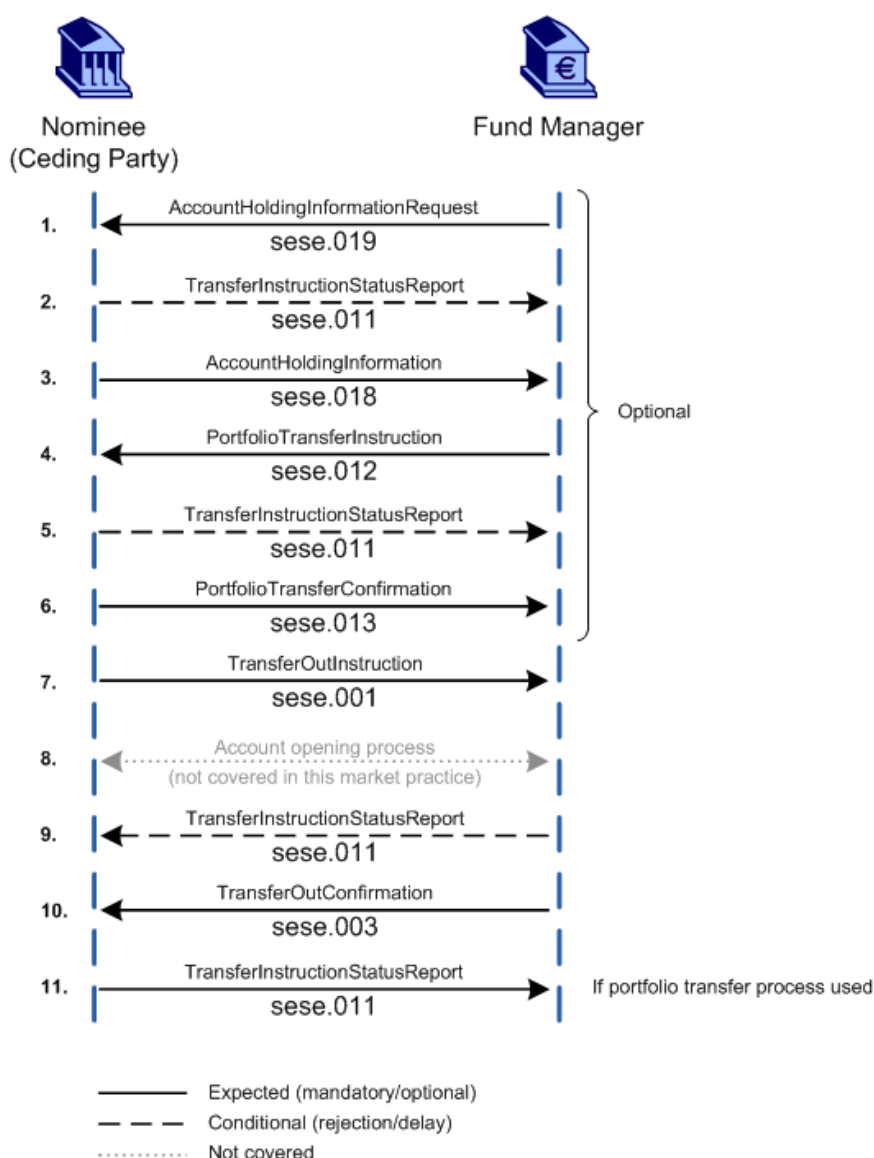 Nominee
(Ceding Party)
Fund Manager
1.
AccountHoldingInformationRequest
sese.019
2.
TransferInstructionStatusReport
sese.011
3.
AccountHoldingInformation
sese.018
Optional
4.
PortfolioTransferInstruction
sese.012
5.
TransferInstructionStatusReport
sese.011
6.
PortfolioTransferConfirmation
sese.013
7.
TransferOutInstruction
sese.001
8.
Account opening process
(not covered in this market practice)
9.
TransferInstructionStatusReport
sese.011
10.
TransferOutConfirmation
sese.003
11.
TransferInstructionStatusReport
sese.011
If portfolio transfer process used
Expected (mandatory/optional)
Conditional (rejection/delay)
Not covered